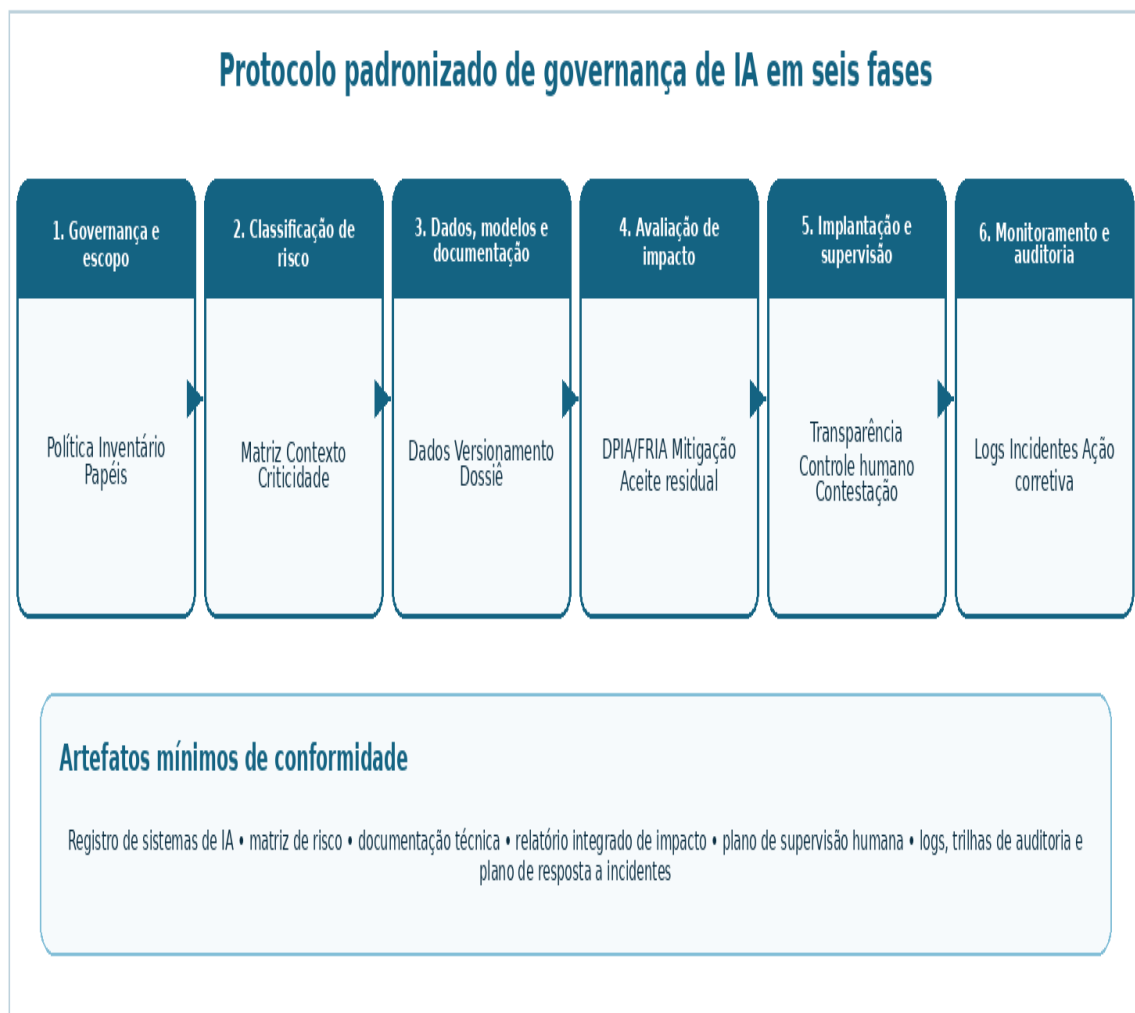 Protocolo padronizado de governança de IA em seis fases
1. Governança e
escopo
Política Inventário
Papéis
2. Classificação de
risco
Matriz Contexto
Criticidade
3. Dados, modelos e
documentação
Dados Versionamento
Dossiê
4. Avaliação de
impacto
DPIA/FRIA Mitigação
Aceite residual
5. Implantação e
supervisão
Transparência
Controle humano
Contestação
6. Monitoramento e
auditoria
Logs Incidentes Ação
corretiva
Artefatos mínimos de conformidade
Registro de sistemas de IA • matriz de risco • documentação técnica • relatório integrado de impacto • plano de supervisão humana • logs, trilhas de auditoria e
plano de resposta a incidentes